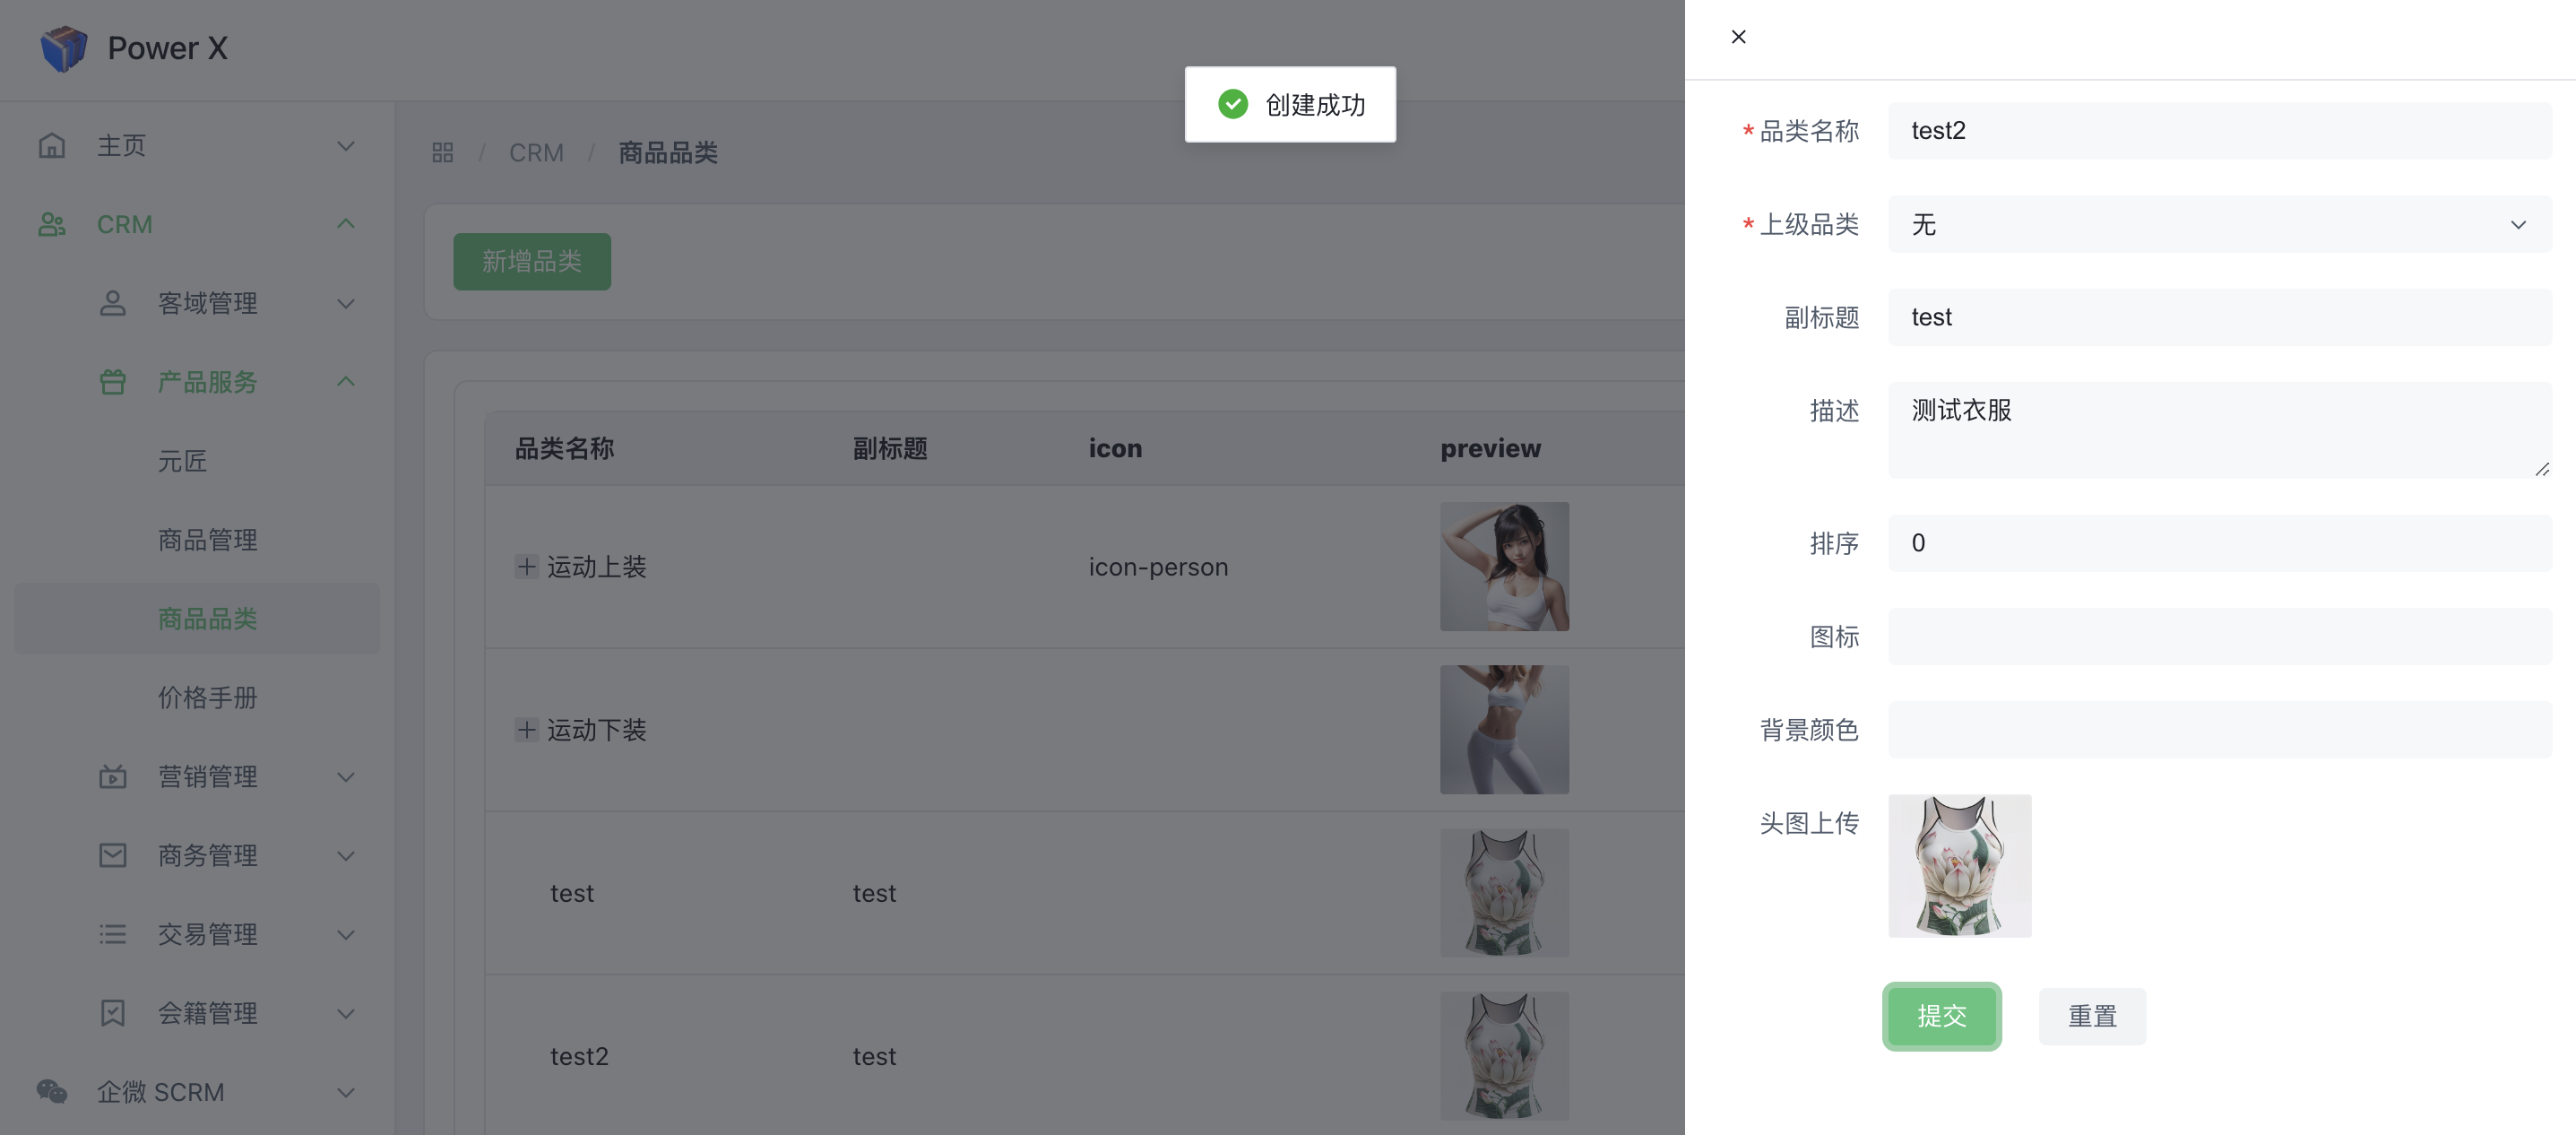 Power X
创建成功
主页
CRM
客域管理
产品服务
元匠
商品管理
商品品类
价格手册
营销管理
商务管理
交易管理
会籍管理
企微 SCRM
/ CRM / 商品品类
新增品类
品类名称 副标题 icon preview
运动上装 icon-person
运动下装
test test
test2 test
* 品类名称 test2
* 上级品类 无
副标题 test
描述 测试衣服
排序 0
图标
背景颜色
头图上传
提交 重置